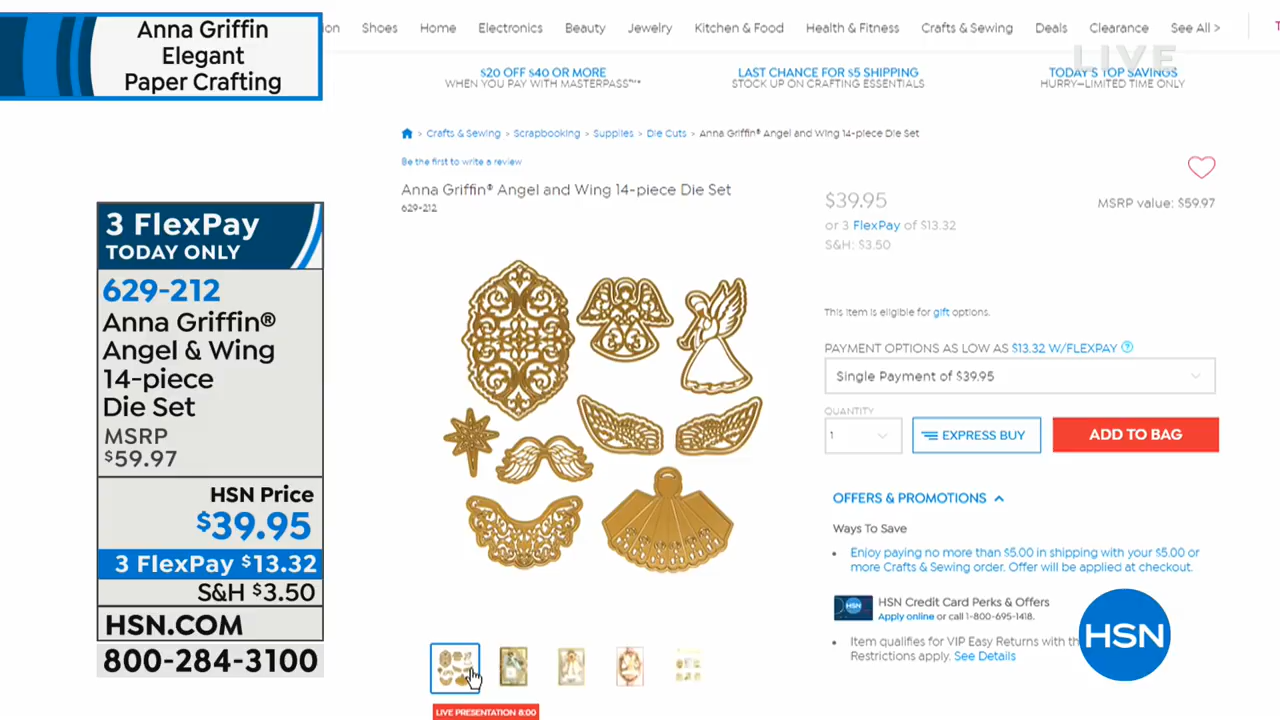 Anna Griffin
Elegant
Paper Crafting
Shoes
Home
Electronics
Beauty
Jewelry
Kitchen & Food
Health & Fitness
Crafts & Sewing
Deals
Clearance
See All >
LIVE
$20 OFF $40 OR MORE
WHEN YOU PAY WITH MASTERPASS™*
LAST CHANCE FOR $5 SHIPPING
STOCK UP ON CRAFTING ESSENTIALS
TODAY'S TOP SAVINGS
HURRY—LIMITED TIME ONLY
> Crafts & Sewing > Scrapbooking > Supplies > Die Cuts > Anna Griffin® Angel and Wing 14-piece Die Set
Be the first to write a review
Anna Griffin® Angel and Wing 14-piece Die Set
629-212
$39.95
MSRP value: $59.97
or 3 FlexPay of $13.32
S&H: $3.50
This item is eligible for gift options.
PAYMENT OPTIONS AS LOW AS $13.32 W/FLEXPAY ?
Single Payment of $39.95
QUANTITY
1
EXPRESS BUY
ADD TO BAG
OFFERS & PROMOTIONS
Ways To Save
• Enjoy paying no more than $5.00 in shipping with your $5.00 or
more Crafts & Sewing order. Offer will be applied at checkout.
HSN
HSN Credit Card Perks & Offers
Apply online or call 1-800-695-1418.
• Item qualifies for VIP Easy Returns with
Restrictions apply. See Details
HSN
3 FlexPay
TODAY ONLY
629-212
Anna Griffin®
Angel & Wing
14-piece
Die Set
MSRP
$59.97
HSN Price
$39.95
3 FlexPay $13.32
S&H $3.50
HSN.COM
800-284-3100
LIVE PRESENTATION 8:00